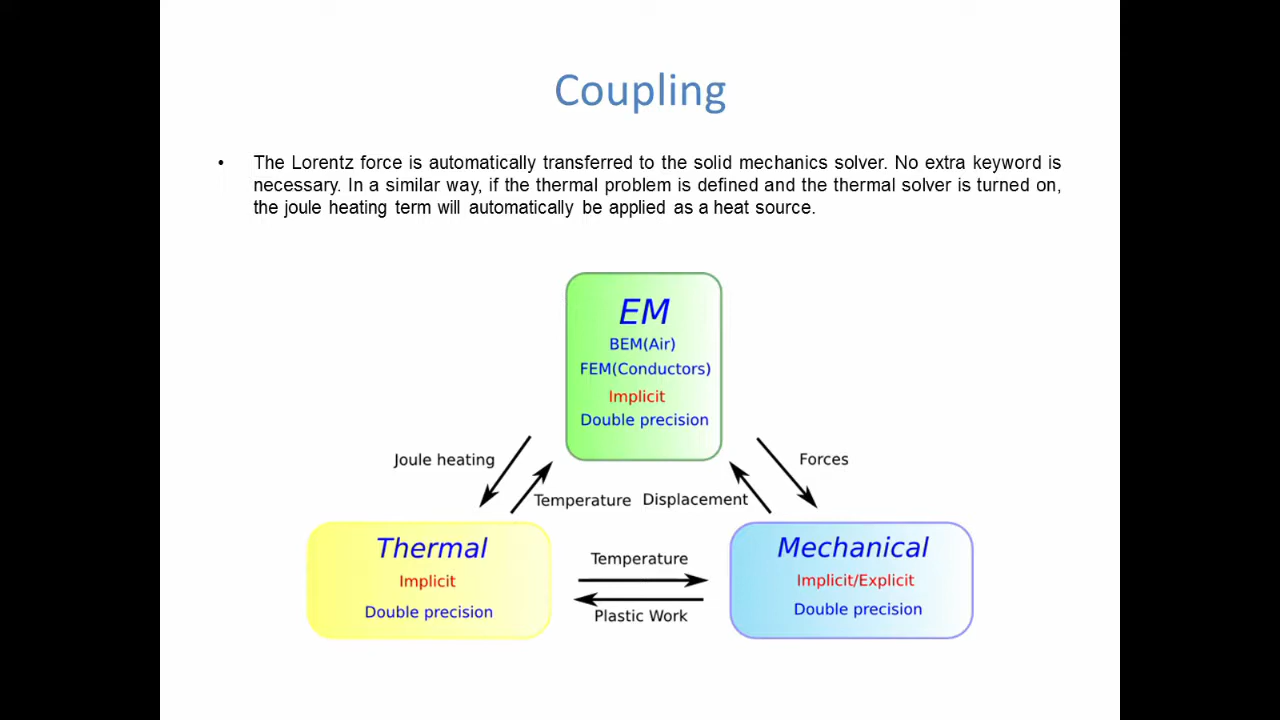 Coupling
• The Lorentz force is automatically transferred to the solid mechanics solver. No extra keyword is
necessary. In a similar way, if the thermal problem is defined and the thermal solver is turned on,
the joule heating term will automatically be applied as a heat source.
EM
BEM(Air)
FEM(Conductors)
Implicit
Double precision
Joule heating
Forces
Temperature
Displacement
Thermal
Implicit
Double precision
Temperature
Plastic Work
Mechanical
Implicit/Explicit
Double precision